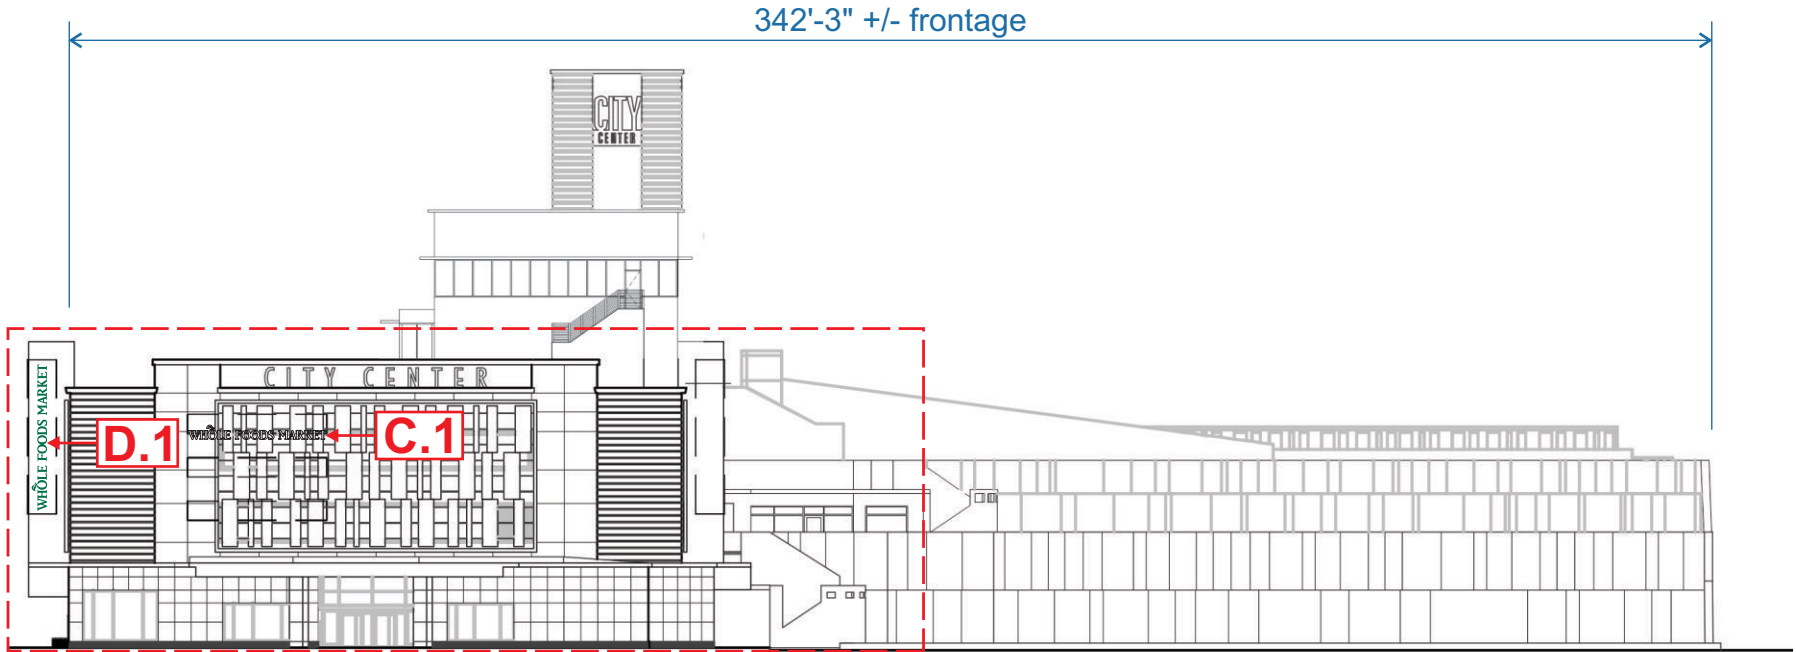 342'-3" +/- frontage
CITY
CENTER
CITY CENTER
WHOLE FOODS MARKET
D.1
WHOLE FOODS MARKET
C.1